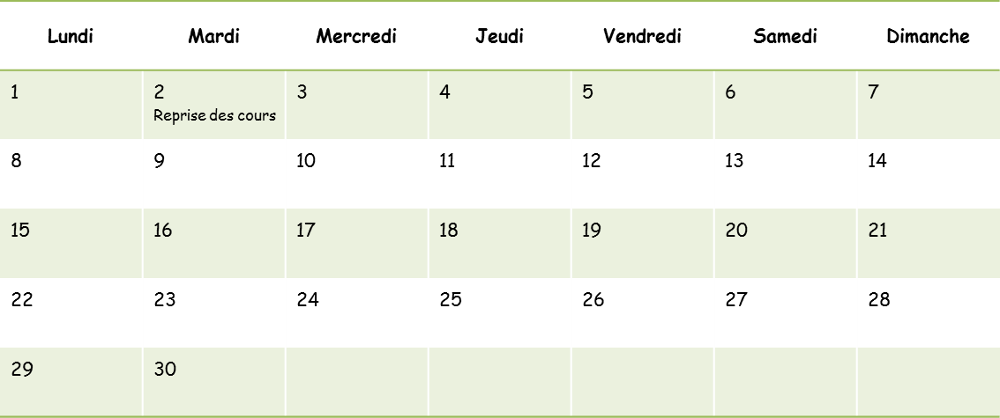 Lundi Mardi Mercredi Jeudi Vendredi Samedi Dimanche
1 2 3 4 5 6 7
Reprise des cours
8 9 10 11 12 13 14
15 16 17 18 19 20 21
22 23 24 25 26 27 28
29 30